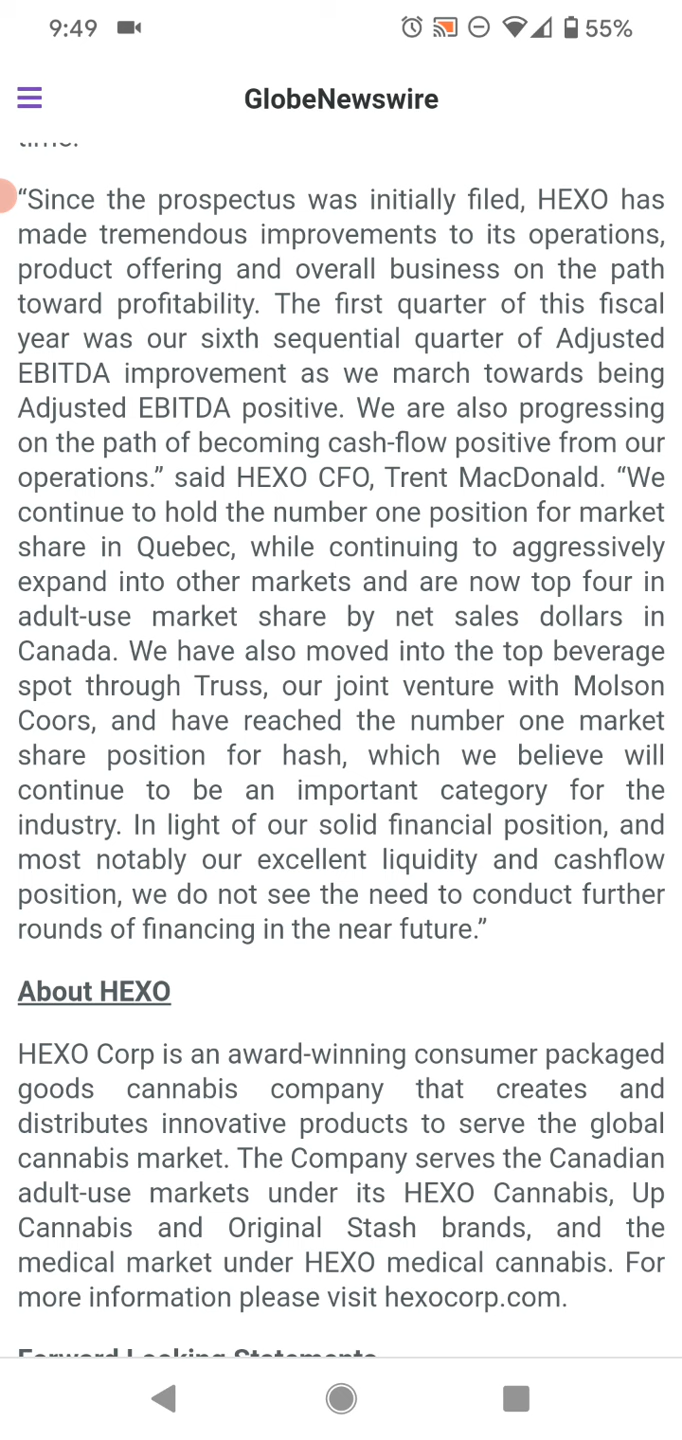 9:49
55%
GlobeNewswire
time.
“Since the prospectus was initially filed, HEXO has
made tremendous improvements to its operations,
product offering and overall business on the path
toward profitability. The first quarter of this fiscal
year was our sixth sequential quarter of Adjusted
EBITDA improvement as we march towards being
Adjusted EBITDA positive. We are also progressing
on the path of becoming cash-flow positive from our
operations.” said HEXO CFO, Trent MacDonald. “We
continue to hold the number one position for market
share in Quebec, while continuing to aggressively
expand into other markets and are now top four in
adult-use market share by net sales dollars in
Canada. We have also moved into the top beverage
spot through Truss, our joint venture with Molson
Coors, and have reached the number one market
share position for hash, which we believe will
continue to be an important category for the
industry. In light of our solid financial position, and
most notably our excellent liquidity and cashflow
position, we do not see the need to conduct further
rounds of financing in the near future.”
About HEXO
HEXO Corp is an award-winning consumer packaged
goods cannabis company that creates and
distributes innovative products to serve the global
cannabis market. The Company serves the Canadian
adult-use markets under its HEXO Cannabis, Up
Cannabis and Original Stash brands, and the
medical market under HEXO medical cannabis. For
more information please visit hexocorp.com.
Forward Looking Statements